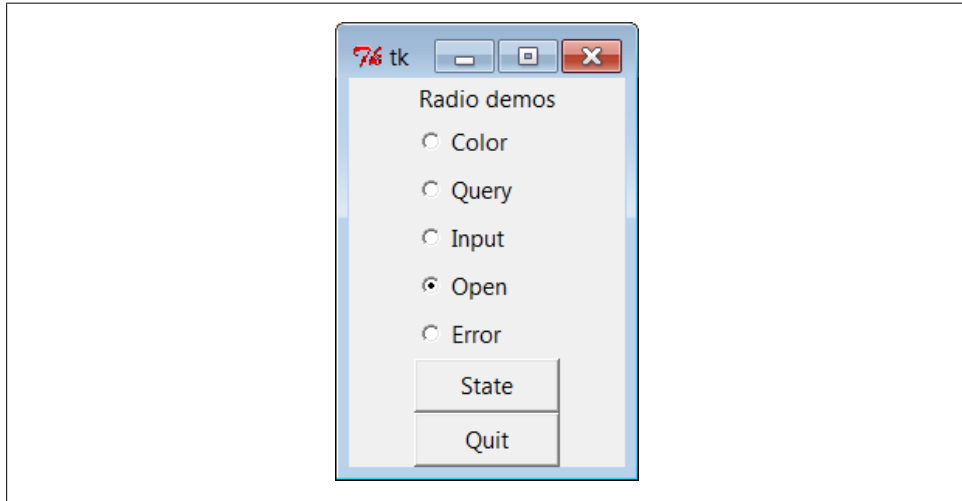 tk
Radio demos
Color
Query
Input
Open
Error
State
Quit